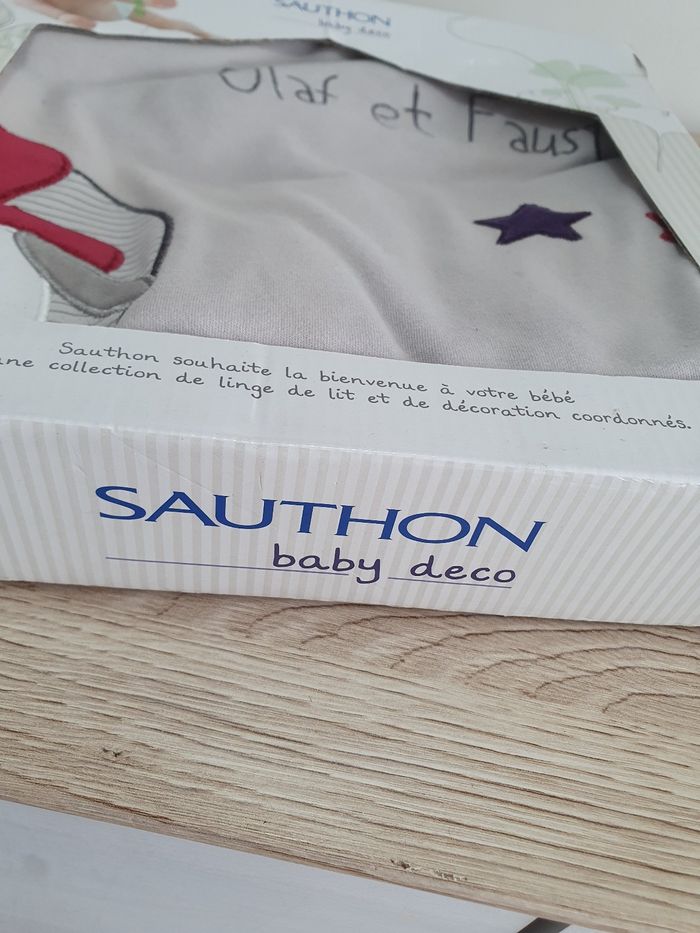 SAUTHON
baby deco
Olaf et Faust
Sauthon souhaite la bienvenue à votre bébé
une collection de linge de lit et de décoration coordonnés.
SAUTHON
baby deco